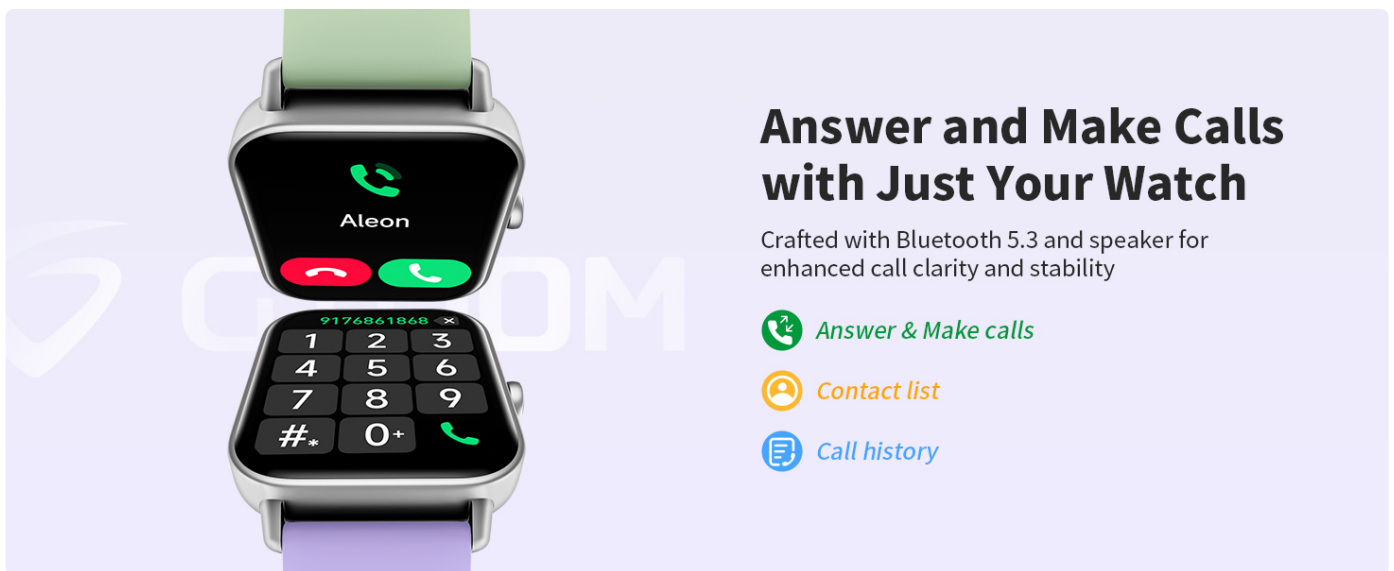 Aleon
9176861868
1 2 3
4 5 6
7 8 9
#* 0+
Answer and Make Calls
with Just Your Watch
Crafted with Bluetooth 5.3 and speaker for
enhanced call clarity and stability
Answer & Make calls
Contact list
Call history